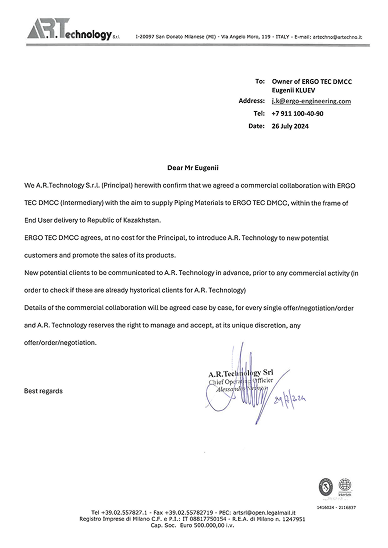 A.R.Technology S.r.l.
I-20097 San Donato Milanese (MI) - Via Angelo Moro, 119 - ITALY - E-mail: artechno@artechno.it
To: Owner of ERGO TEC DMCC
Eugenii KLUEV
Address: j.k@ergo-engineering.com
Tel: +7 911 100-40-90
Date: 26 July 2024
Dear Mr Eugenii
We A.R.Technology S.r.l. (Principal) herewith confirm that we agreed a commercial collaboration with ERGO
TEC DMCC (Intermediary) with the aim to supply Piping Materials to ERGO TEC DMCC, within the frame of
End User delivery to Republic of Kazakhstan.
ERGO TEC DMCC agrees, at no cost for the Principal, to introduce A.R. Technology to new potential
customers and promote the sales of its products.
New potential clients to be communicated to A.R. Technology in advance, prior to any commercial activity (in
order to check if these are already hystorical clients for A.R. Technology)
Details of the commercial collaboration will be agreed case by case, for every single offer/negotiation/order
and A.R. Technology reserves the right to manage and accept, at its unique discretion, any
offer/order/negotiation.
Best regards
A.R.Technology Srl
Chief Operating Officier
29/7/2024
1416024 - 2116837
Tel +39.02.557827.1 - Fax +39.02.55782719 - PEC: artsrl@open.legalmail.it
Registro Imprese di Milano C.F. e P.I.: IT 08817750154 - R.E.A. di Milano n. 1247951
Cap. Soc. Euro 500.000,00 i.v.